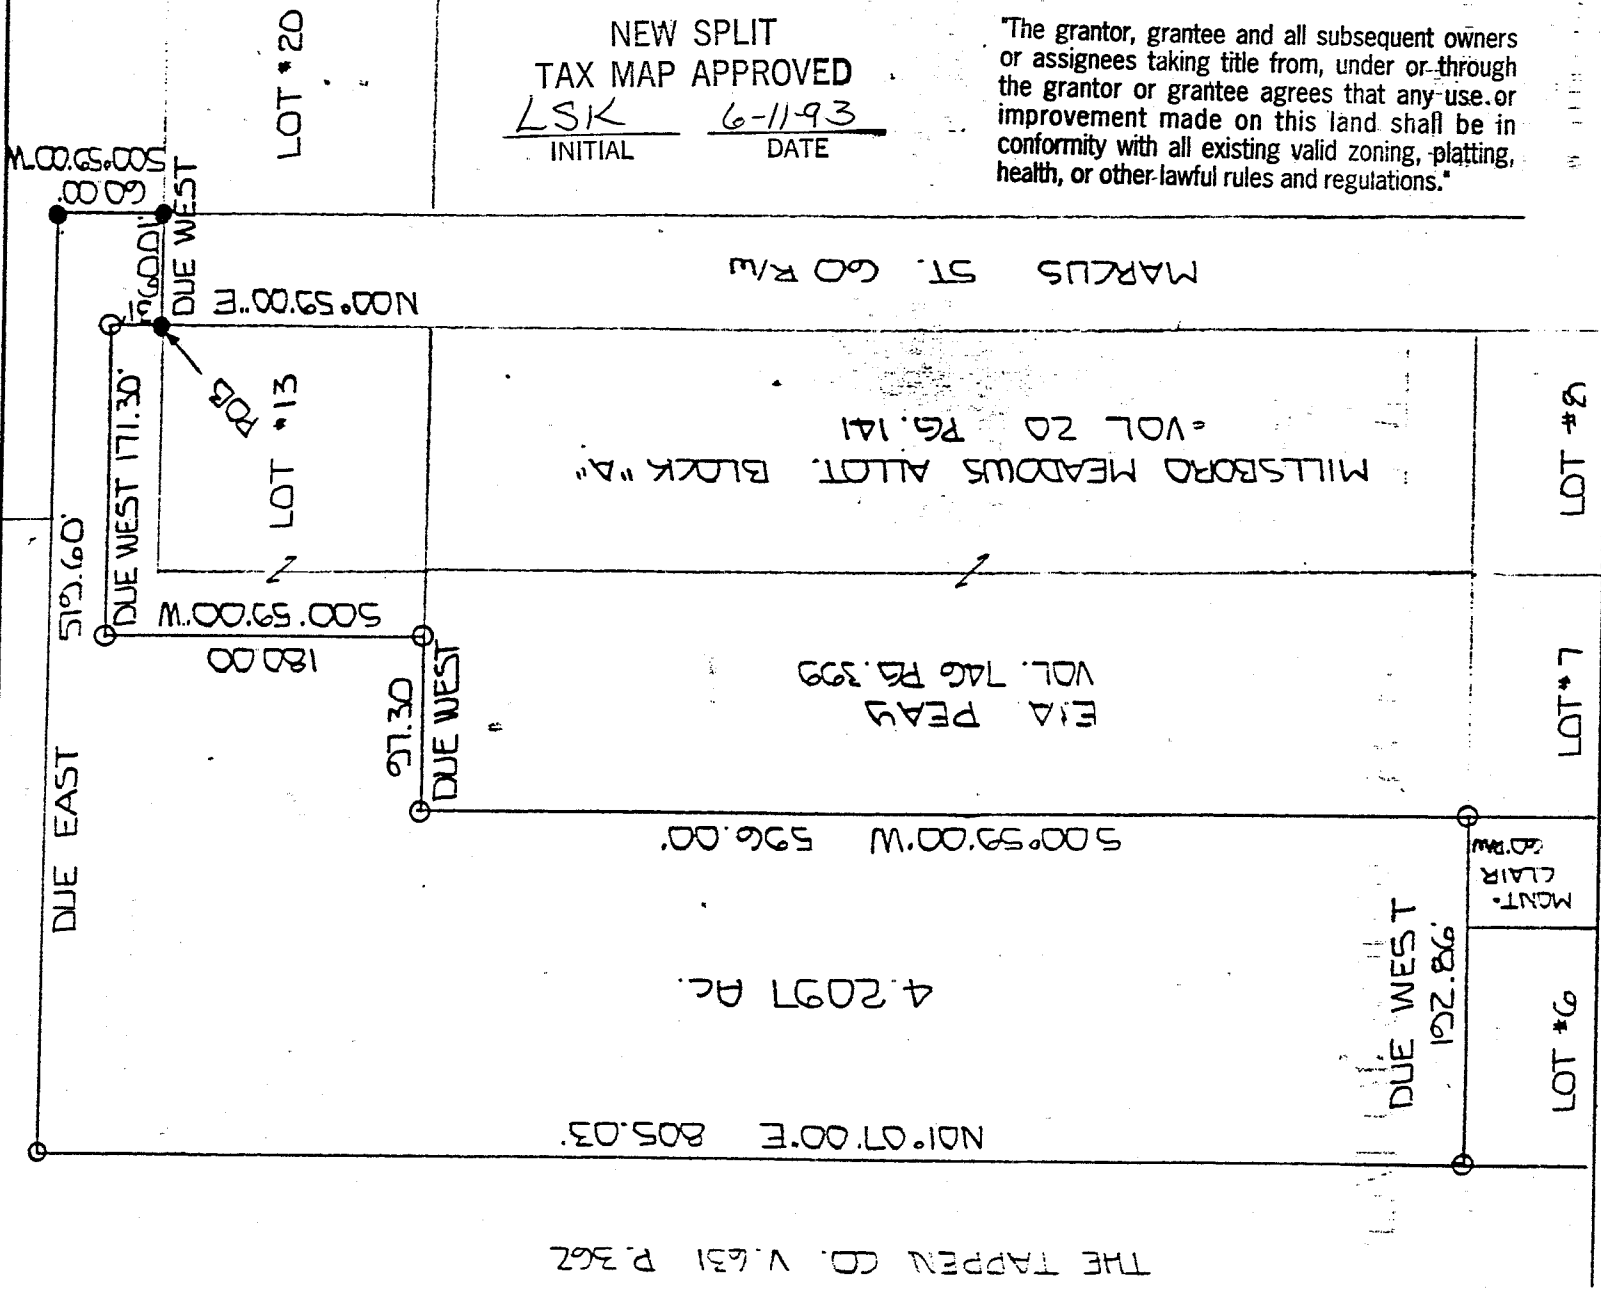 NEW SPLIT
TAX MAP APPROVED
LSK 6-11-93
INITIAL DATE
"The grantor, grantee and all subsequent owners
or assignees taking title from, under or through
the grantor or grantee agrees that any use or
improvement made on this land shall be in
conformity with all existing valid zoning, platting,
health, or other lawful rules and regulations."
LOT #20
S00°59'00"W
60.00'
DUE WEST
60.01'
MARCUS ST. 60 R/W
N00°59'00"E
POB
LOT #13
DUE WEST 171.30'
MILLSBORO MEADOWS ALLOT. BLOCK "A"
VOL 20 PG. 141
LOT #8
S00°59'00"W
180.00
DUE WEST
97.30
E&A PEAY
VOL. 746 PG. 399
LOT #7
DUE EAST 519.60'
S00°59'00"W 596.00'
MONT-
CLAIR
60' R/W
4.2097 Ac.
DUE WEST
192.86'
LOT #6
N01°07'00"E 805.03'
THE TAPPEN CO. V.631 P.362